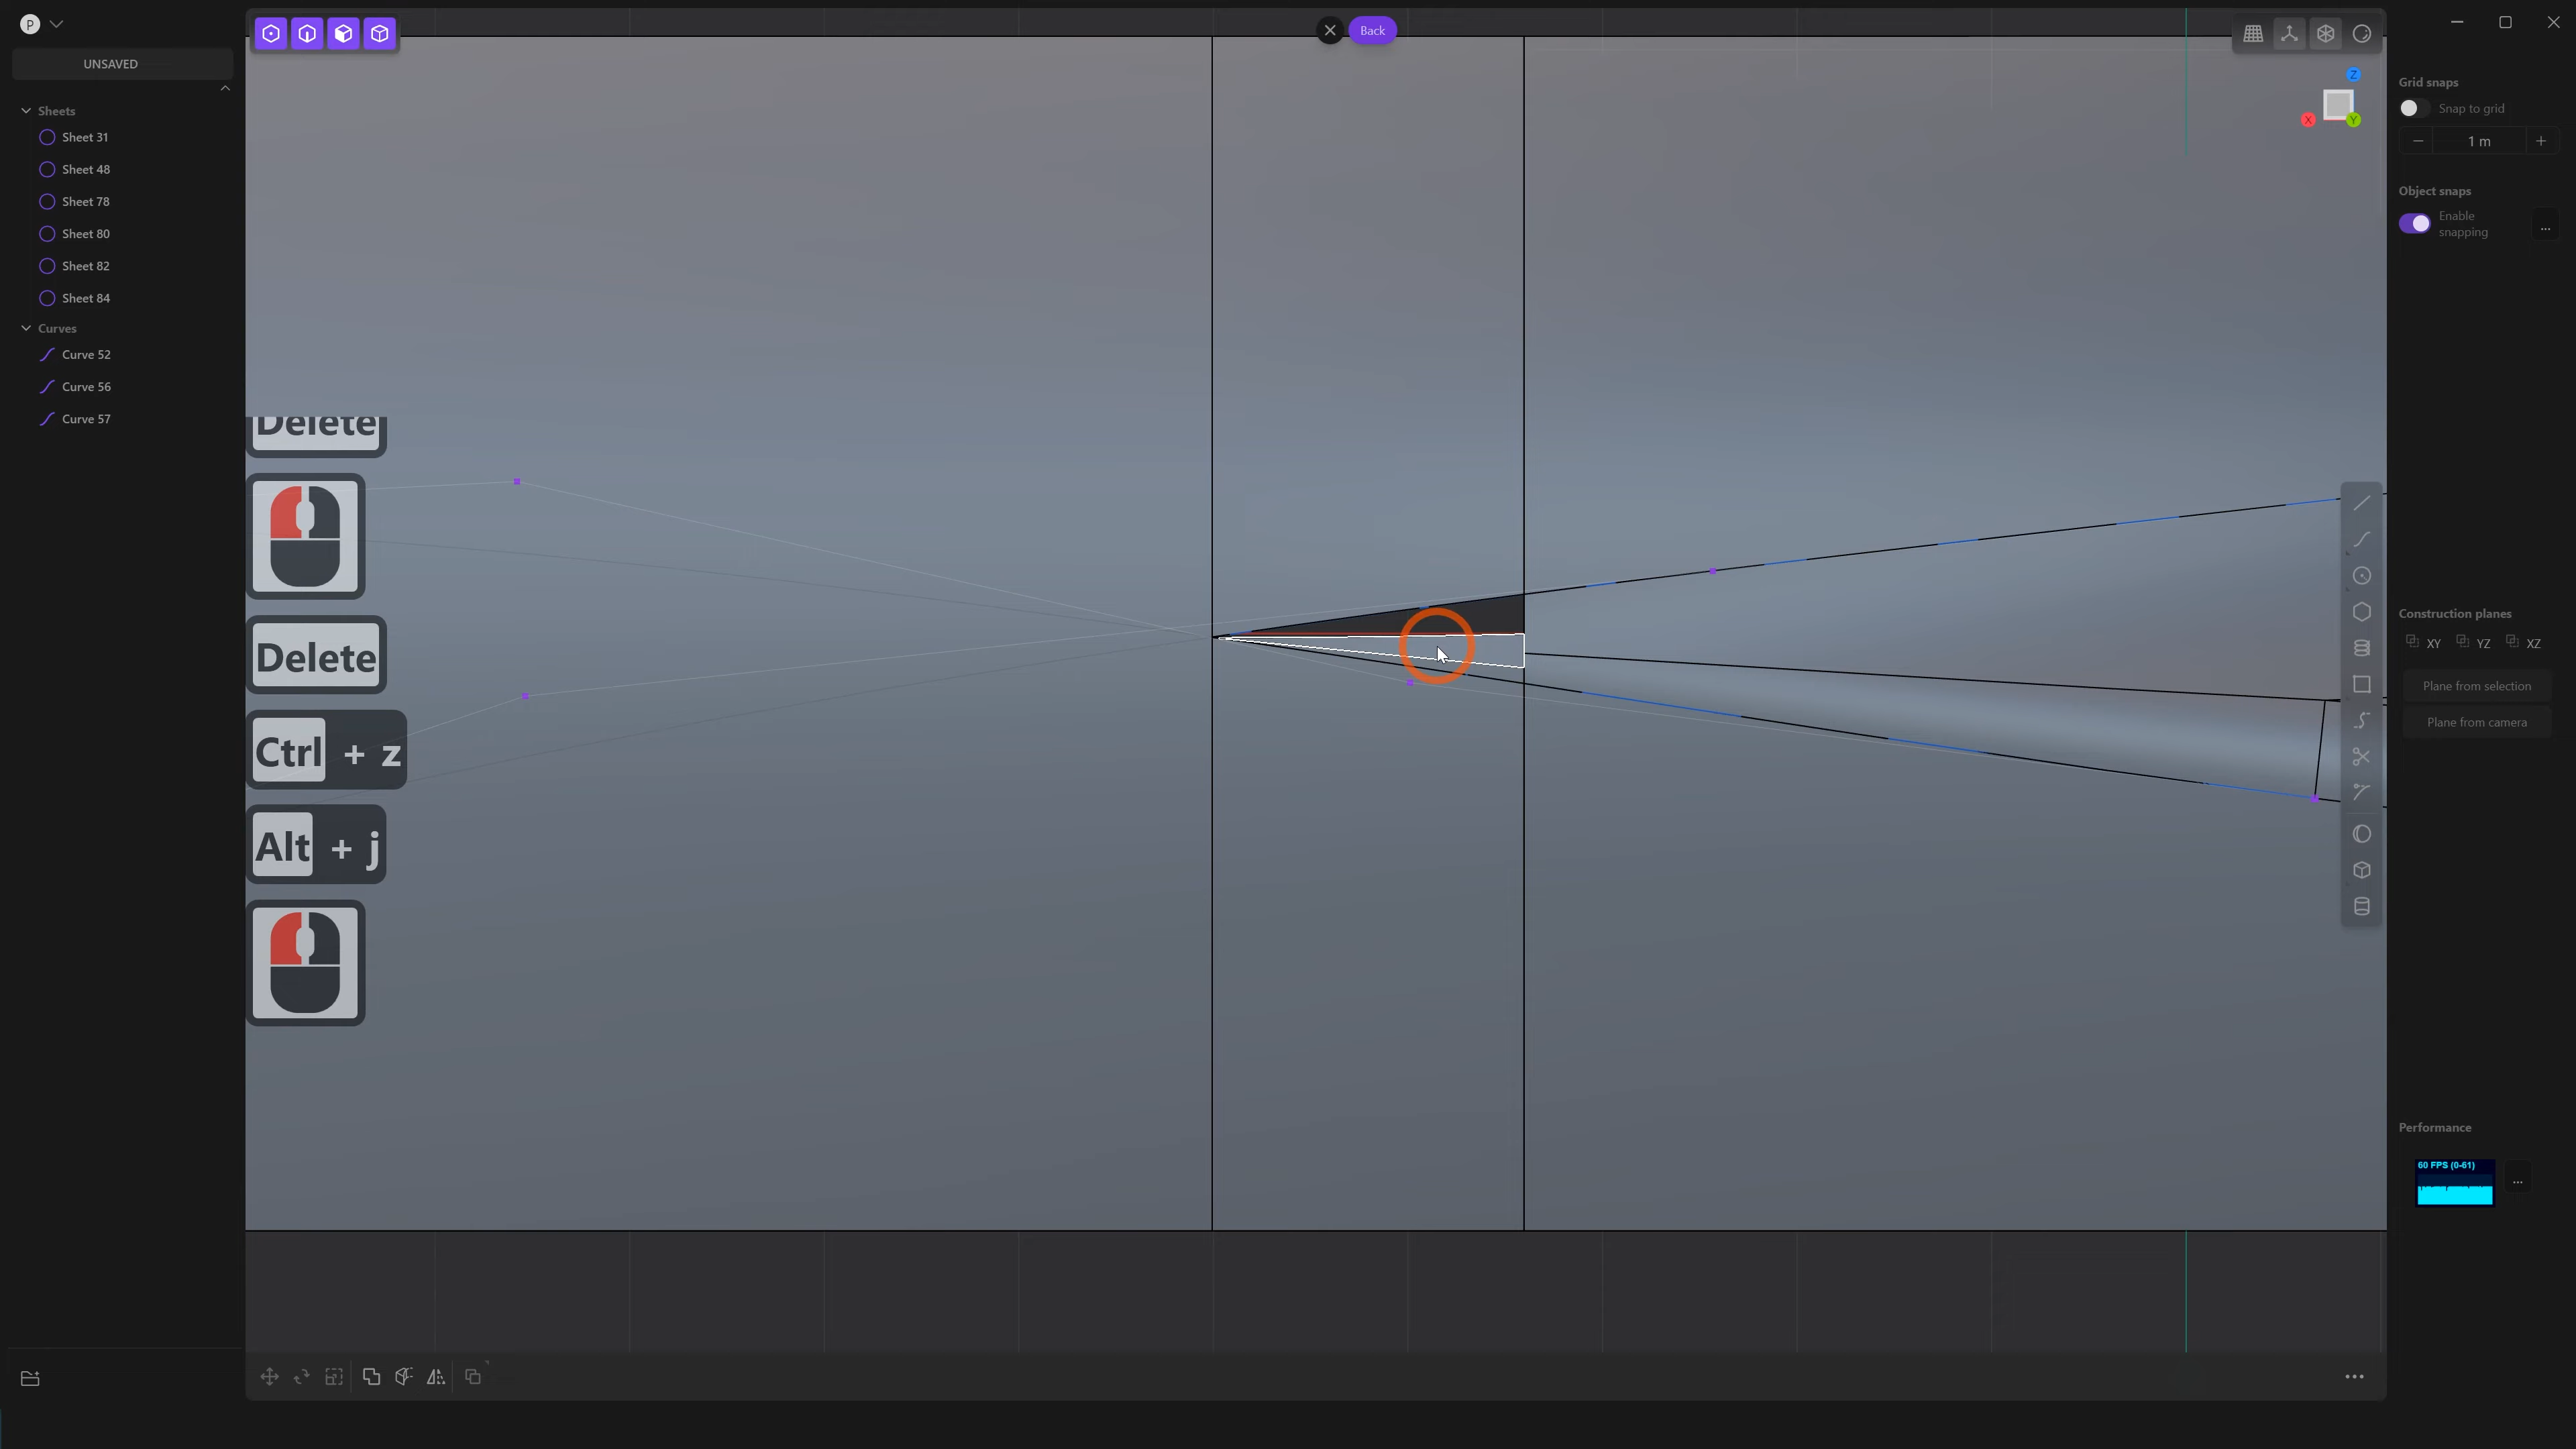 P
UNSAVED
Sheets
Sheet 31
Sheet 48
Sheet 78
Sheet 80
Sheet 82
Sheet 84
Curves
Curve 52
Curve 56
Curve 57
Delete
Delete
Ctrl + z
Alt + j
Back
Z
X
Y
Grid snaps
Snap to grid
1 m
Object snaps
Enable
snapping
...
Construction planes
XY YZ XZ
Plane from selection
Plane from camera
Performance
60 FPS (0-61)
...